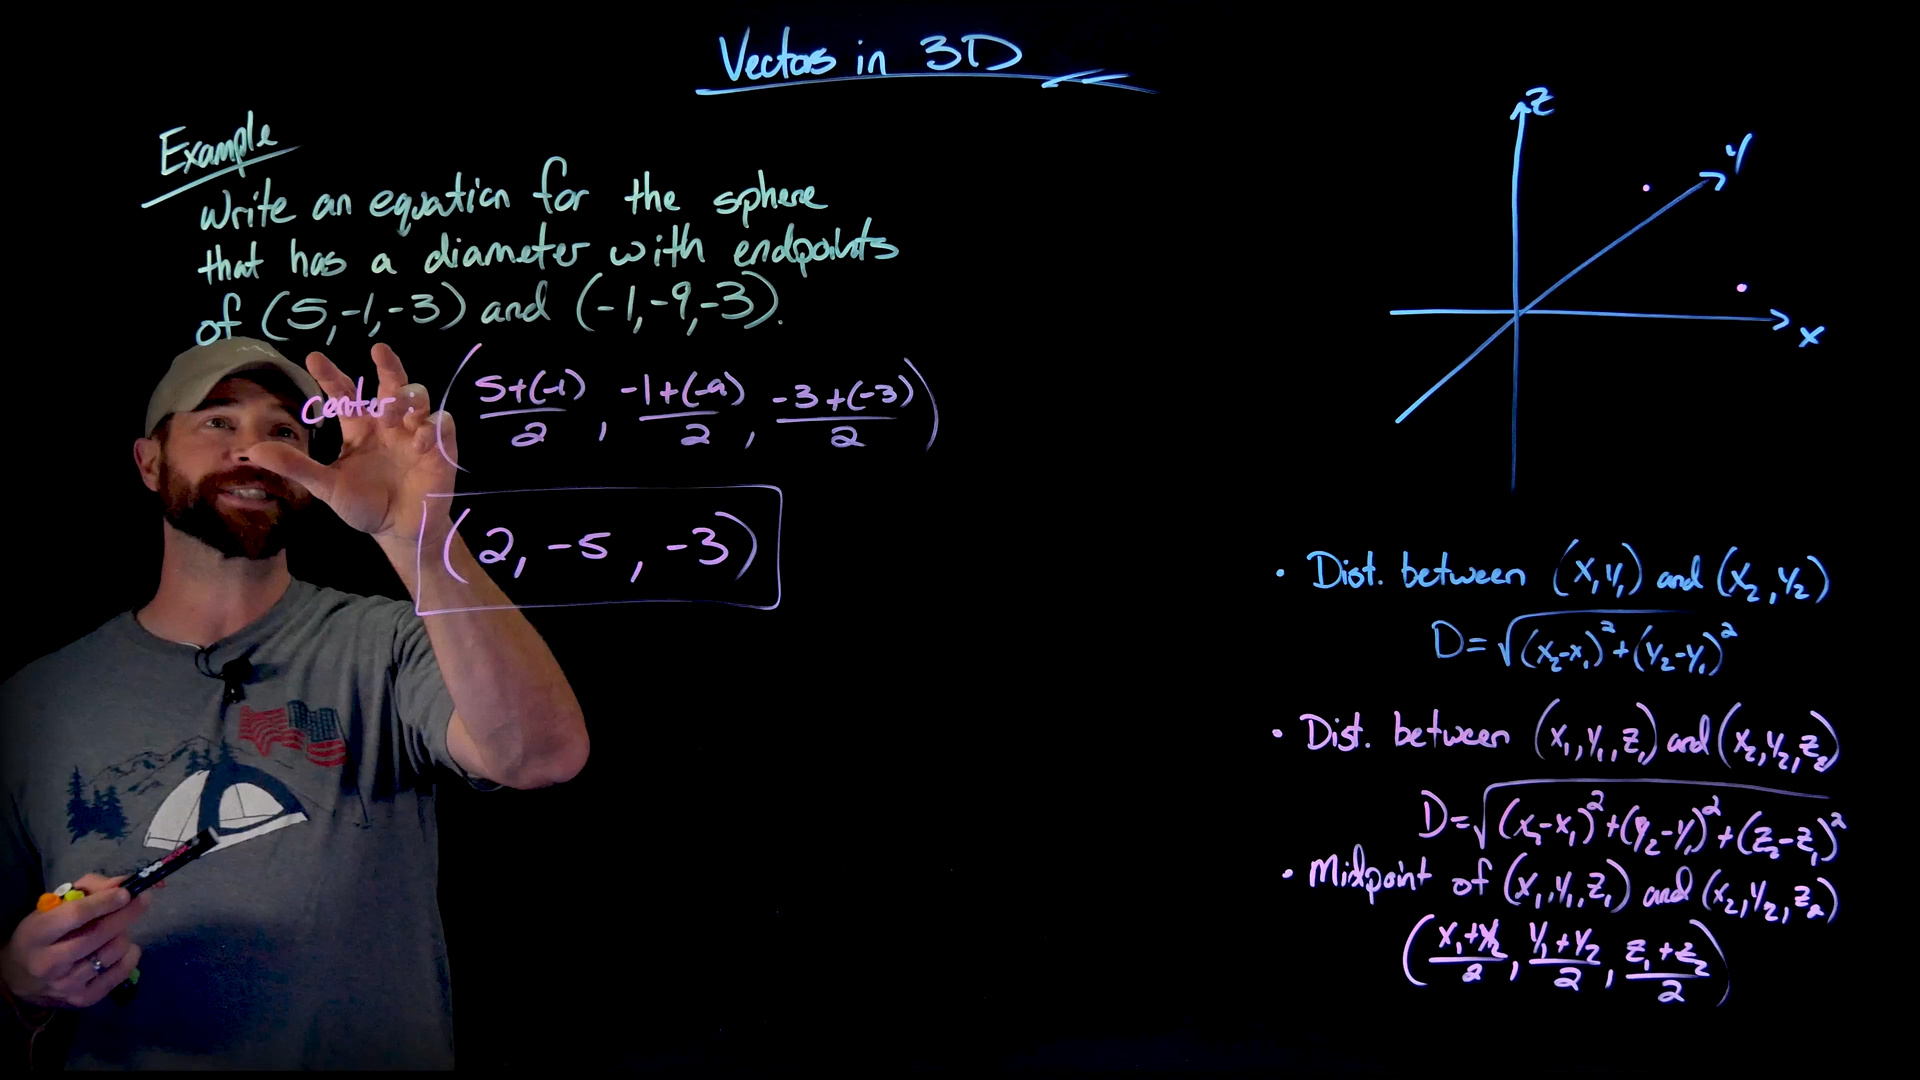 Vectors in 3D
Example
Write an equation for the sphere
that has a diameter with endpoints
of (5,-1,-3) and (-1,-9,-3).
center: (5+(-1)/2, -1+(-9)/2, -3+(-3)/2)
(2, -5, -3)
z
y
x
• Dist. between (x₁,y₁) and (x₂,y₂)
D=√(x₂-x₁)²+(y₂-y₁)²
• Dist. between (x₁,y₁,z₁) and (x₂,y₂,z₂)
D=√(x₂-x₁)²+(y₂-y₁)²+(z₂-z₁)²
• Midpoint of (x₁,y₁,z₁) and (x₂,y₂,z₂)
(x₁+x₂/2, y₁+y₂/2, z₁+z₂/2)